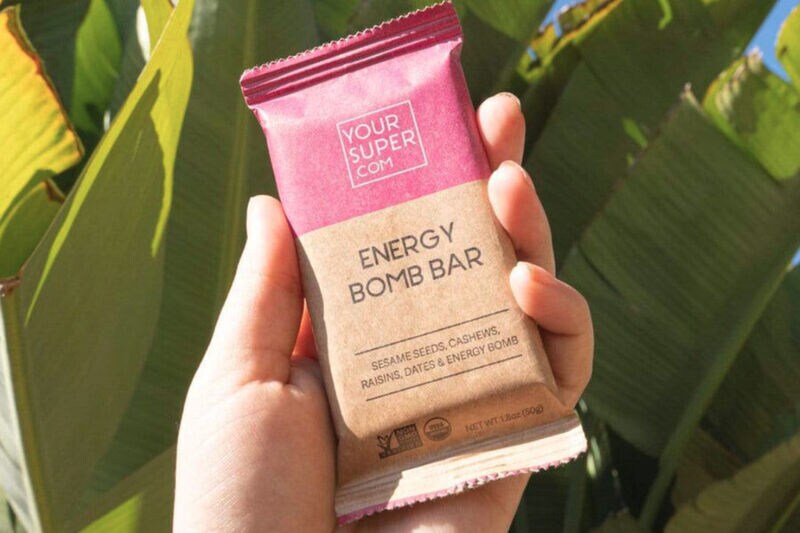 YOUR
SUPER
.COM
ENERGY
BOMB BAR
SESAME SEEDS, CASHEWS,
RAISINS, DATES & ENERGY BOMB
NET WT 1.8oz (50g)